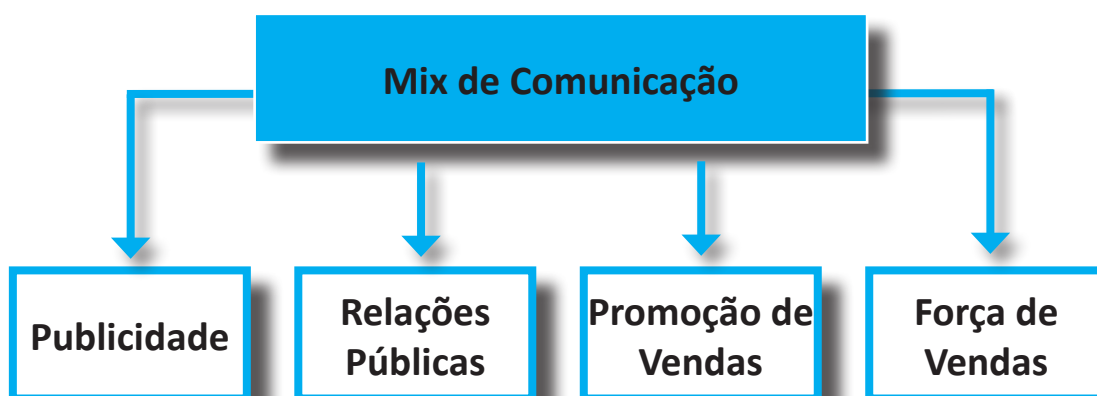 Mix de Comunicação
Publicidade
Relações
Públicas
Promoção de
Vendas
Força de
Vendas